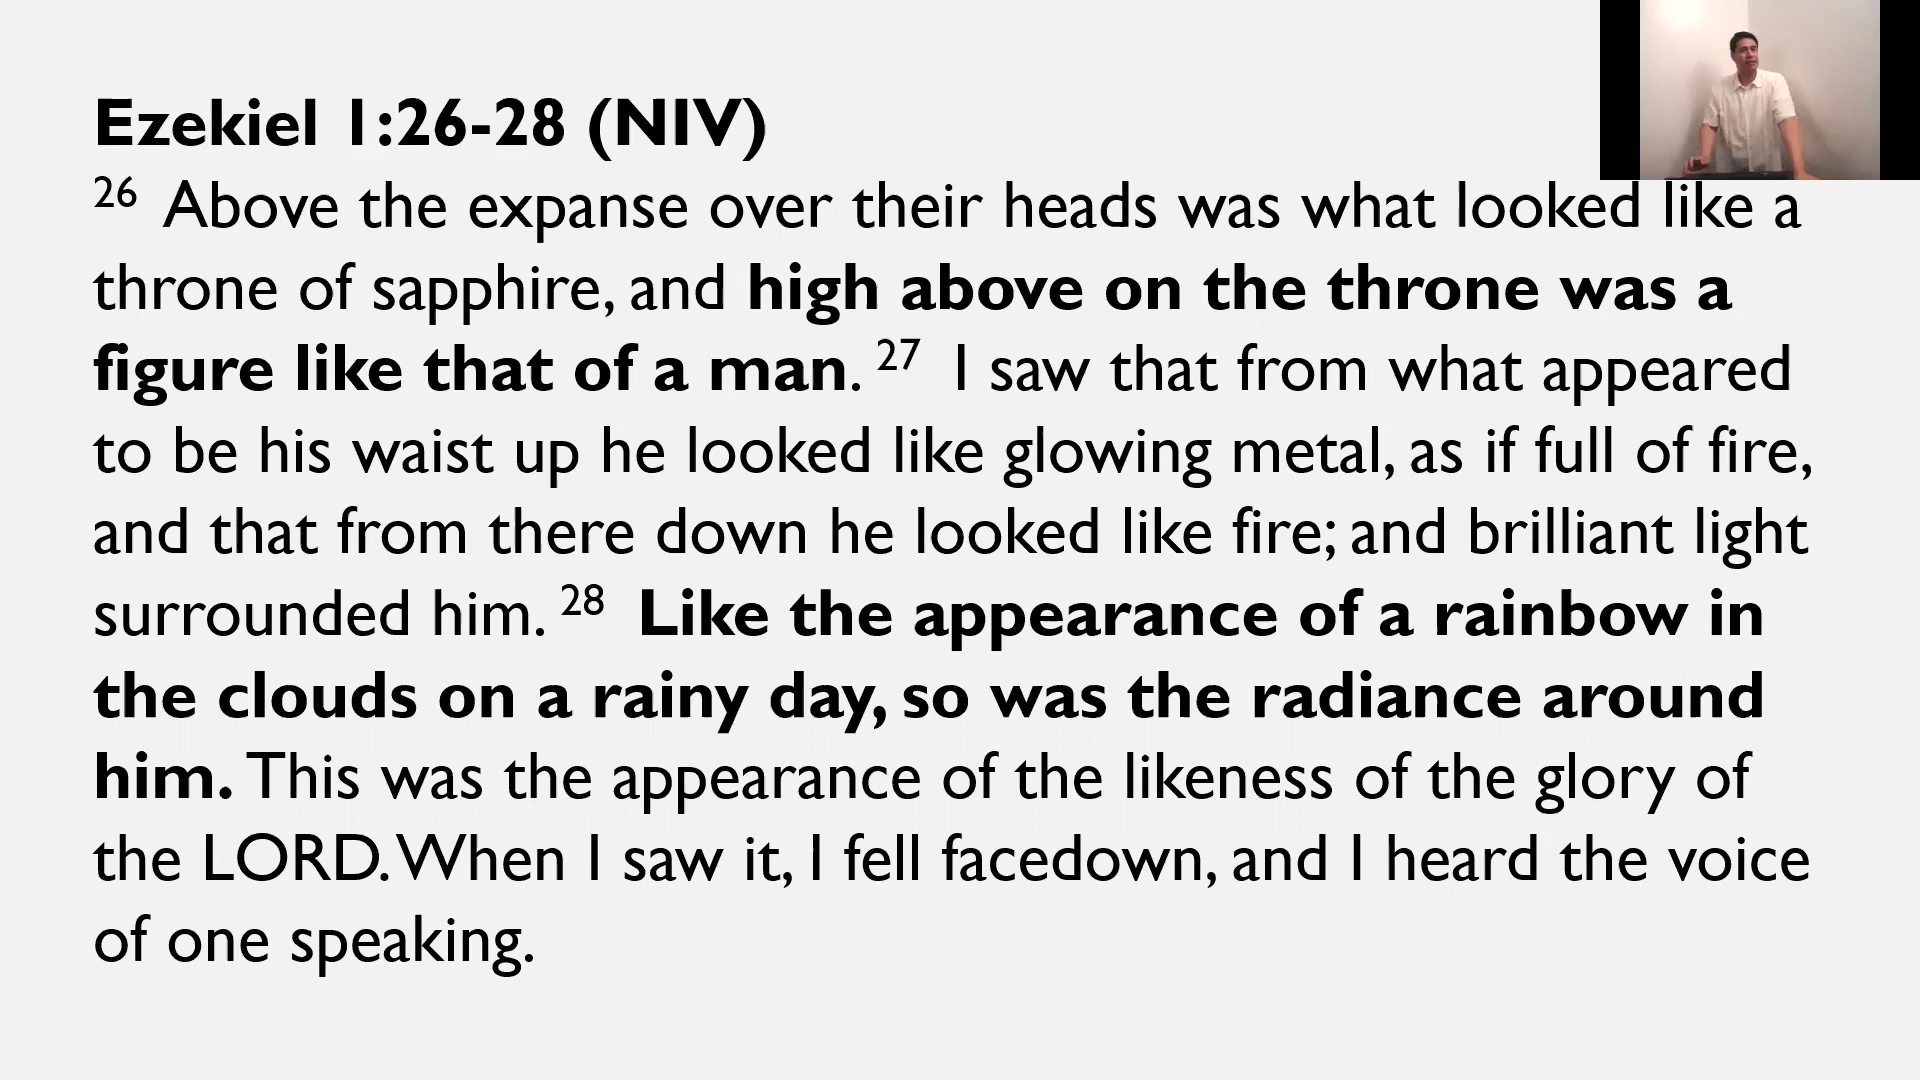 Ezekiel 1:26-28 (NIV)
26 Above the expanse over their heads was what looked like a
throne of sapphire, and high above on the throne was a
figure like that of a man. 27 I saw that from what appeared
to be his waist up he looked like glowing metal, as if full of fire,
and that from there down he looked like fire; and brilliant light
surrounded him. 28 Like the appearance of a rainbow in
the clouds on a rainy day, so was the radiance around
him. This was the appearance of the likeness of the glory of
the LORD. When I saw it, I fell facedown, and I heard the voice
of one speaking.